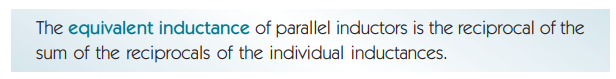 The equivalent inductance of parallel inductors is the reciprocal of the
sum of the reciprocals of the individual inductances.